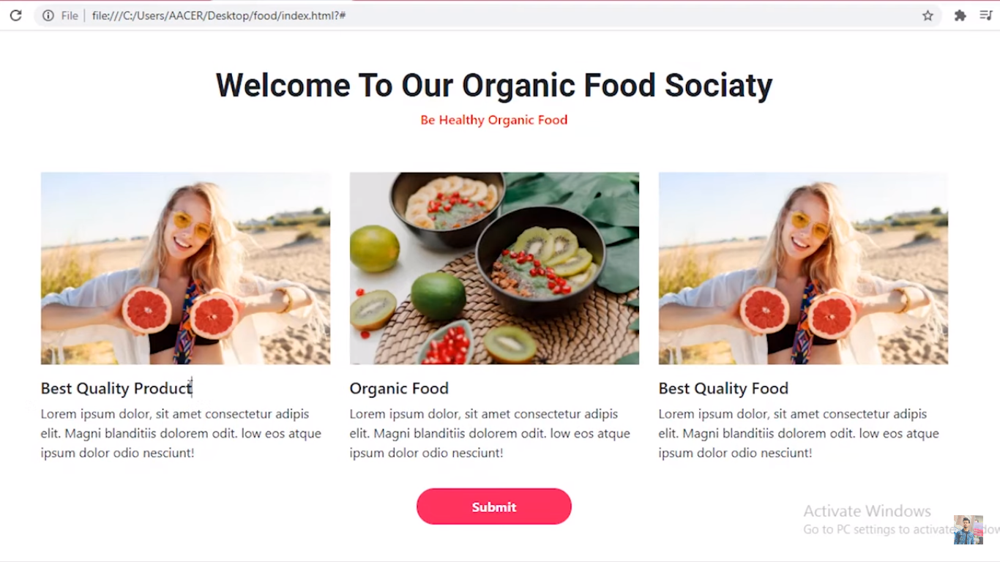 File
file:///C:/Users/AACER/Desktop/food/index.html?#
Welcome To Our Organic Food Sociaty
Be Healthy Organic Food
Best Quality Product
Lorem ipsum dolor, sit amet consectetur adipis
elit. Magni blanditiis dolorem odit. low eos atque
ipsum dolor odio nesciunt!
Organic Food
Lorem ipsum dolor, sit amet consectetur adipis
elit. Magni blanditiis dolorem odit. low eos atque
ipsum dolor odio nesciunt!
Best Quality Food
Lorem ipsum dolor, sit amet consectetur adipis
elit. Magni blanditiis dolorem odit. low eos atque
ipsum dolor odio nesciunt!
Submit
Activate Windows
Go to PC settings to activate